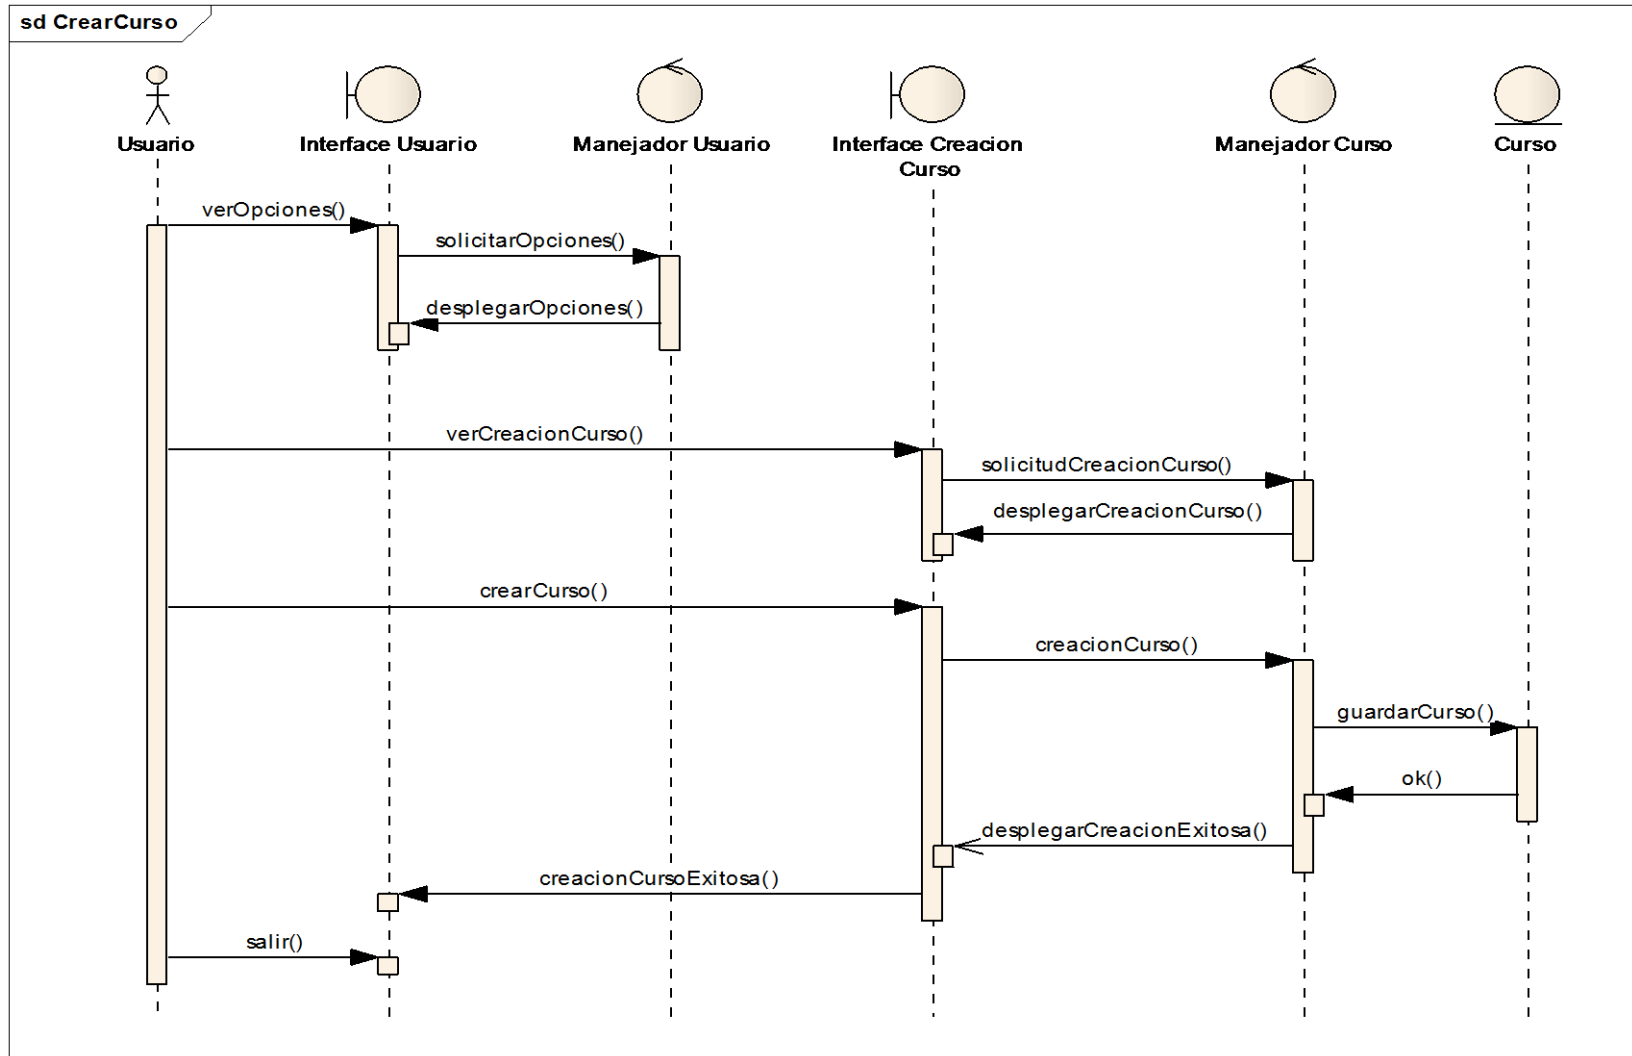 sd CrearCurso
Usuario
Interface Usuario
Manejador Usuario
Interface Creacion
Curso
Manejador Curso
Curso
verOpciones()
solicitarOpciones()
desplegarOpciones()
verCreacionCurso()
solicitudCreacionCurso()
desplegarCreacionCurso()
crearCurso()
creacionCurso()
guardarCurso()
ok()
desplegarCreacionExitosa()
creacionCursoExitosa()
salir()